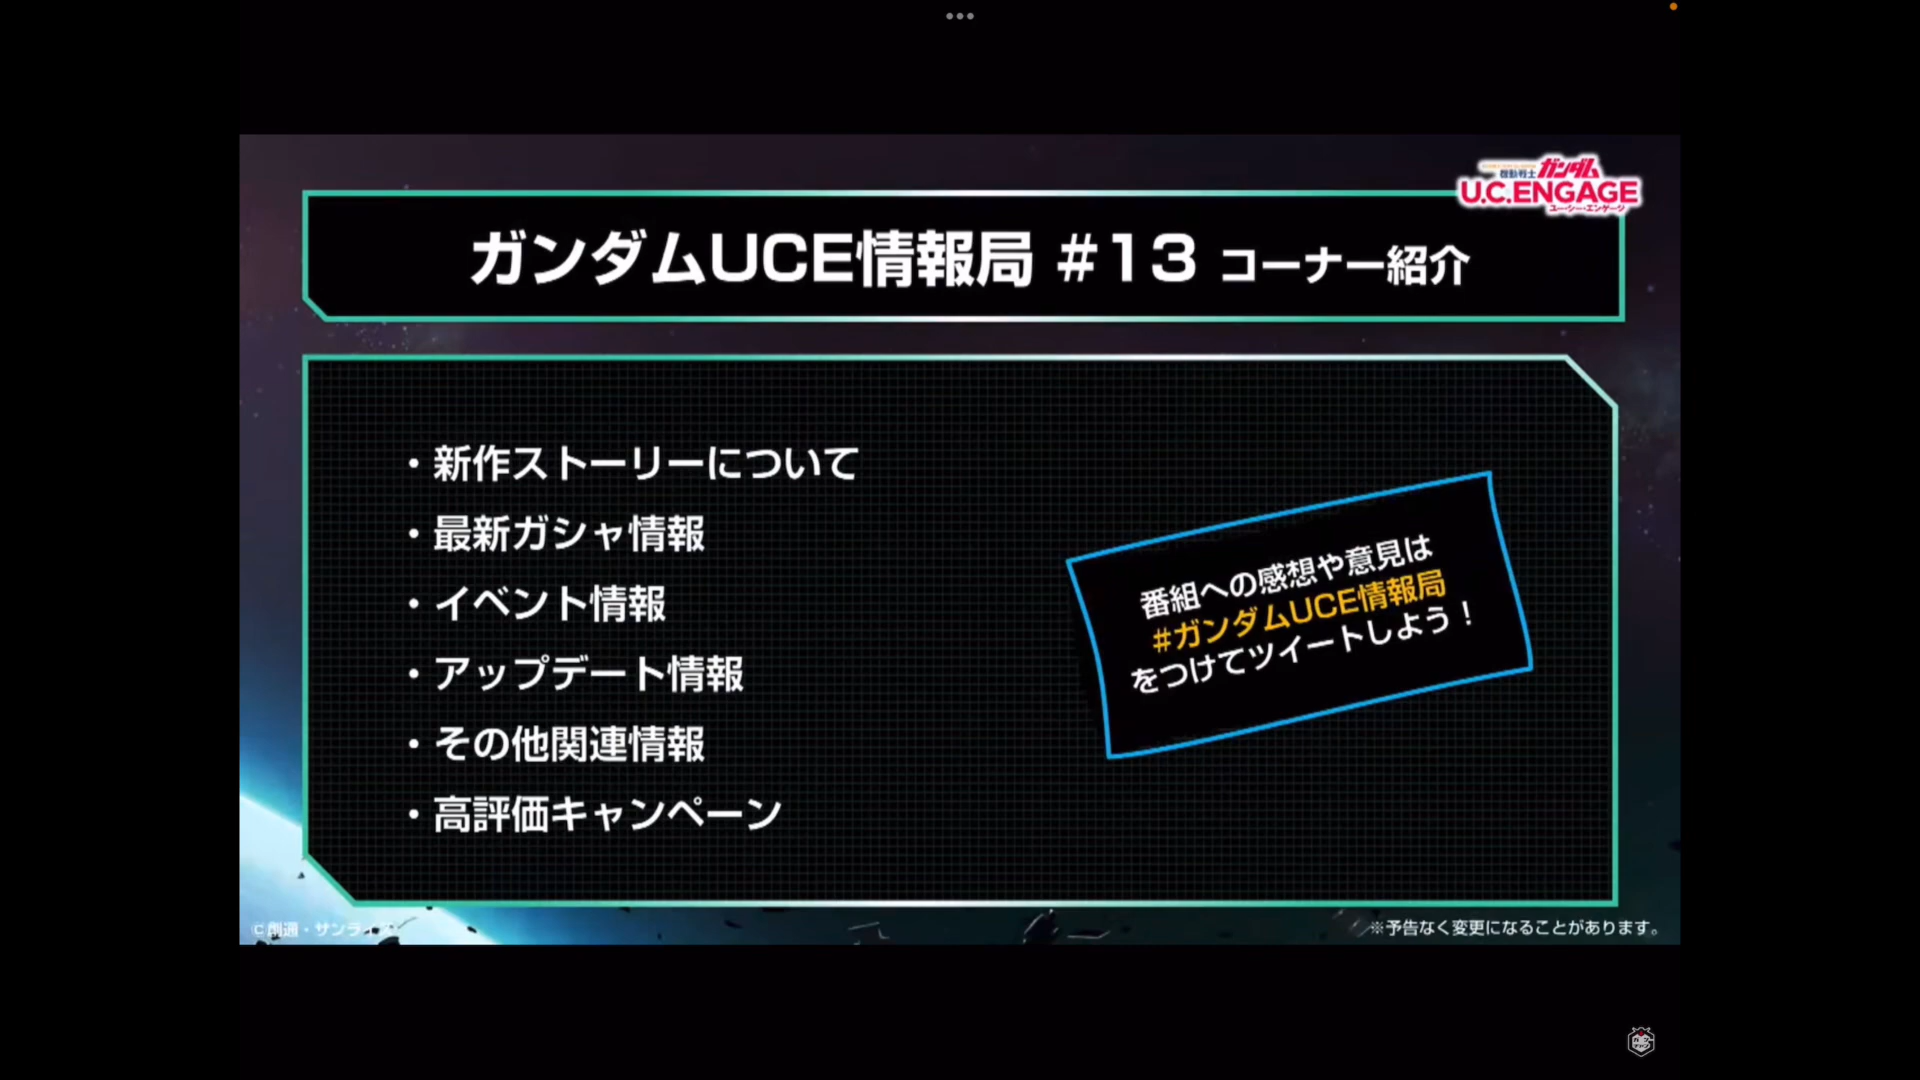 機動戦士ガンダム
U.C.ENGAGE
ユー・シー・エンゲージ
ガンダムUCE情報局 #13 コーナー紹介
・新作ストーリーについて
・最新ガシャ情報
・イベント情報
・アップデート情報
・その他関連情報
・高評価キャンペーン
番組への感想や意見は
#ガンダムUCE情報局
をつけてツイートしよう！
©創通・サンライズ
※予告なく変更になることがあります。